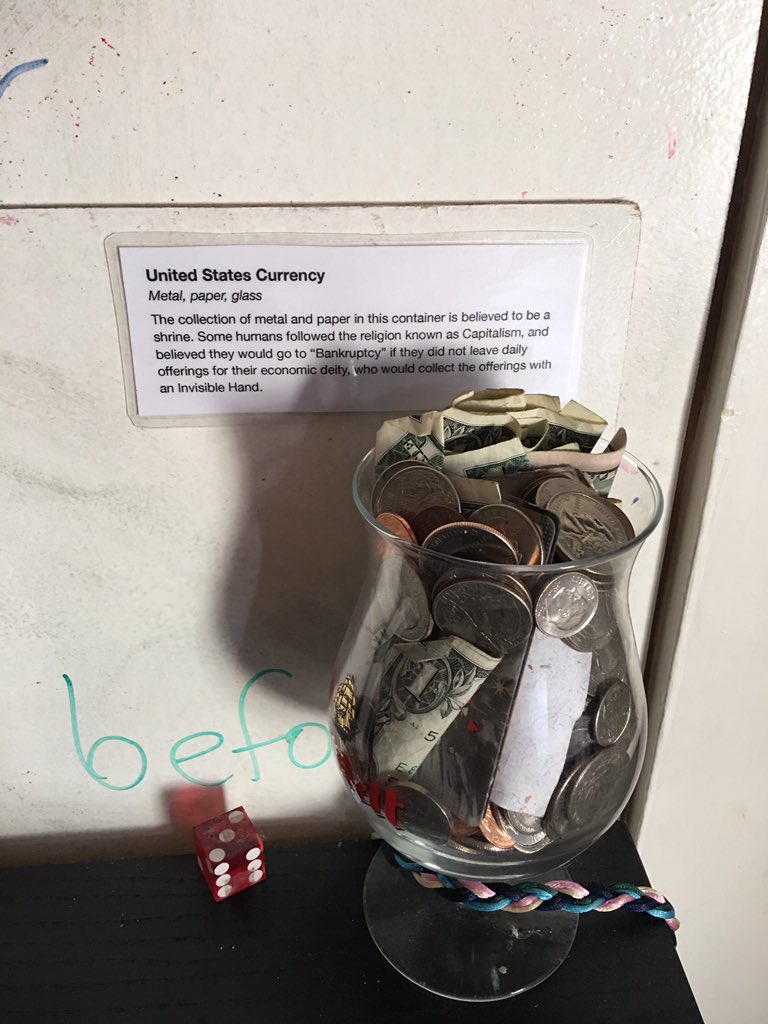 United States Currency
Metal, paper, glass
The collection of metal and paper in this container is believed to be a
shrine. Some humans followed the religion known as Capitalism, and
believed they would go to “Bankruptcy” if they did not leave daily
offerings for their economic deity, who would collect the offerings with
an Invisible Hand.
befo
1
5